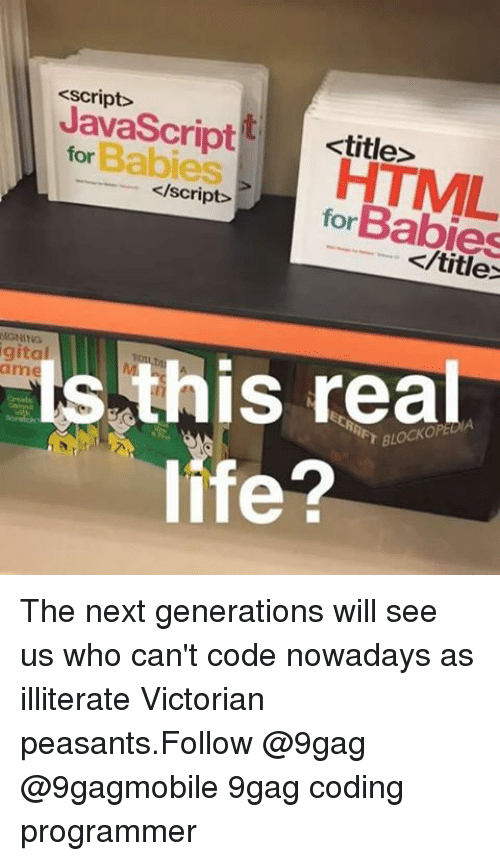 <script>
JavaScript
for Babies
</script>
<title>
HTML
for Babies
</title>
gital
ame
Is this real
life?
BLOCKOPEDIA
The next generations will see
us who can't code nowadays as
illiterate Victorian
peasants.Follow @9gag
@9gagmobile 9gag coding
programmer